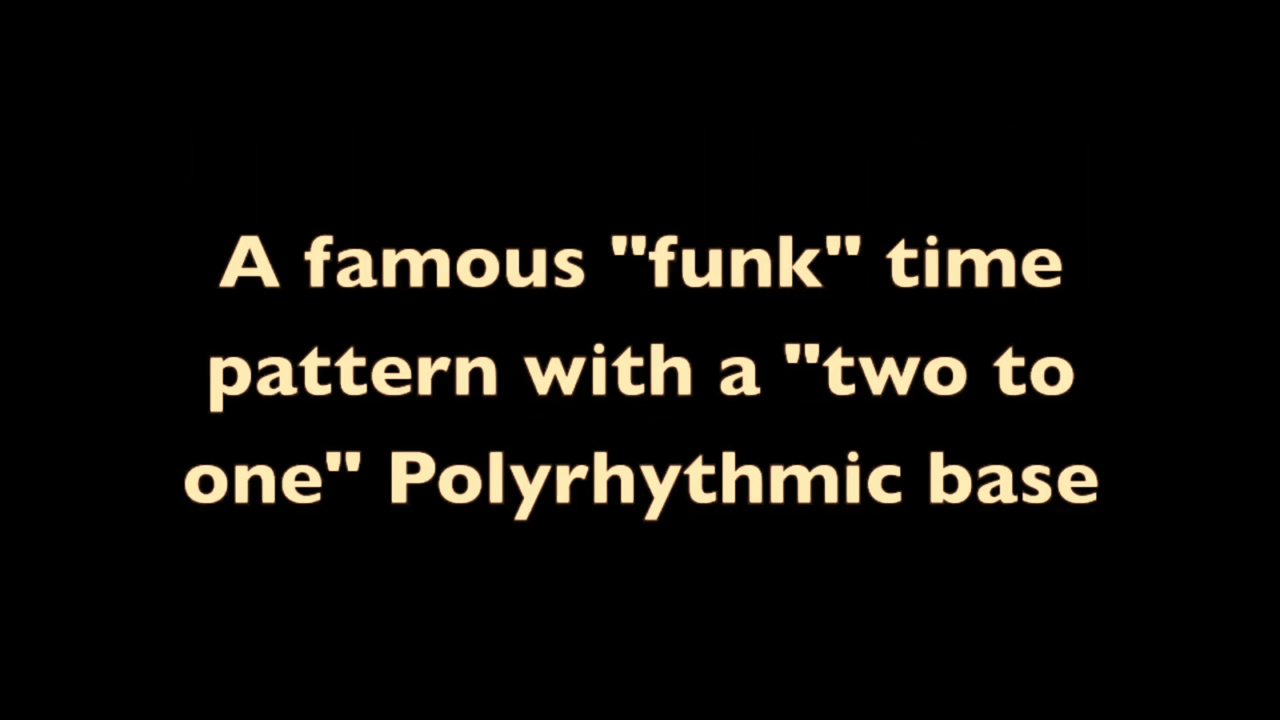 A famous "funk" time
pattern with a "two to
one" Polyrhythmic base